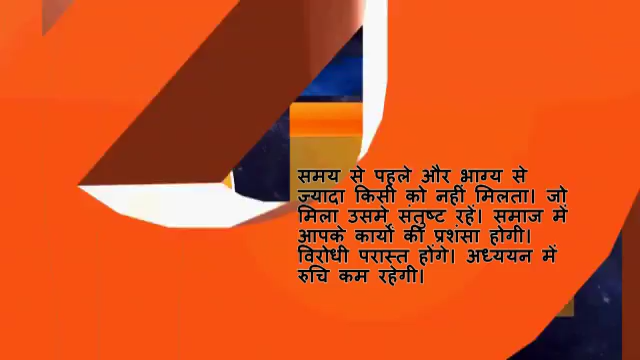 समय से पहले और भाग्य से
ज्यादा किसी को नहीं मिलता। जो
मिला उसमे संतुष्ट रहें। समाज में
आपके कार्यों की प्रशंसा होगी।
विरोधी परास्त होंगे। अध्ययन में
रुचि कम रहेगी।